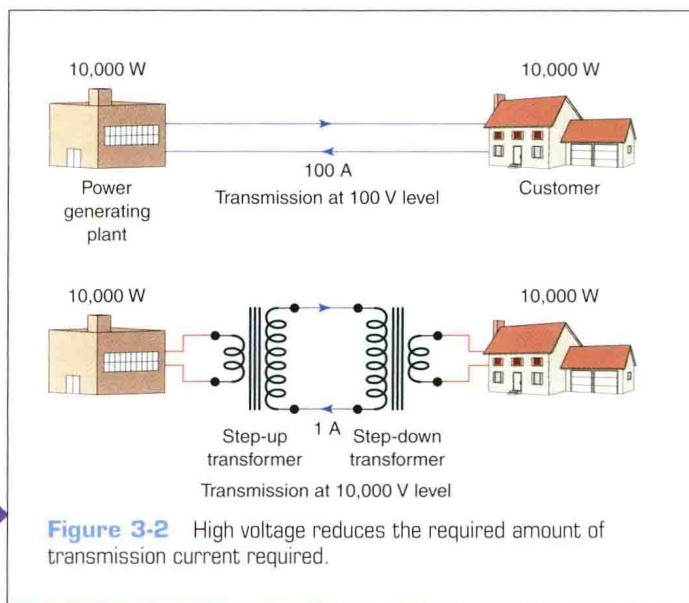 10,000 W
10,000 W
100 A
Transmission at 100 V level
Power
generating
plant
Customer
10,000 W
10,000 W
1 A
Step-up
transformer
Step-down
transformer
Transmission at 10,000 V level
Figure 3-2 High voltage reduces the required amount of
transmission current required.